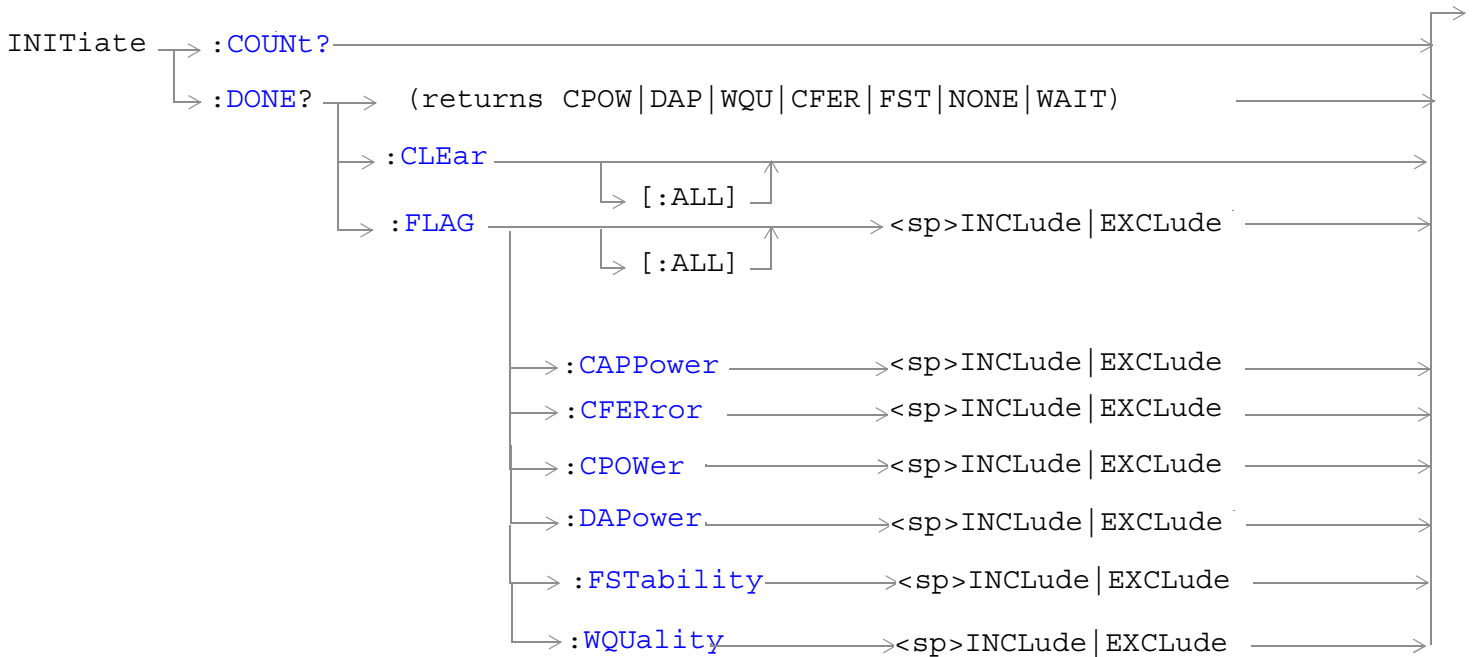 INITiate :COUNt?
:DONE? (returns CPOW|DAP|WQU|CFER|FST|NONE|WAIT)
:CLEar
[:ALL]
:FLAG <sp>INCLude|EXCLude
[:ALL]
:CAPPower <sp>INCLude|EXCLude
:CFERror <sp>INCLude|EXCLude
:CPOWer <sp>INCLude|EXCLude
:DAPower <sp>INCLude|EXCLude
:FSTability <sp>INCLude|EXCLude
:WQUality <sp>INCLude|EXCLude